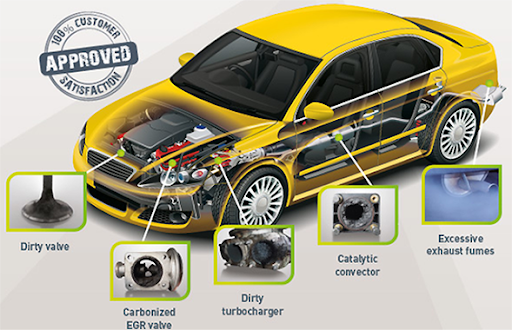 100% CUSTOMER
APPROVED
SATISFACTION
Dirty valve
Carbonized
EGR valve
Dirty
turbocharger
Catalytic
convector
Excessive
exhaust fumes